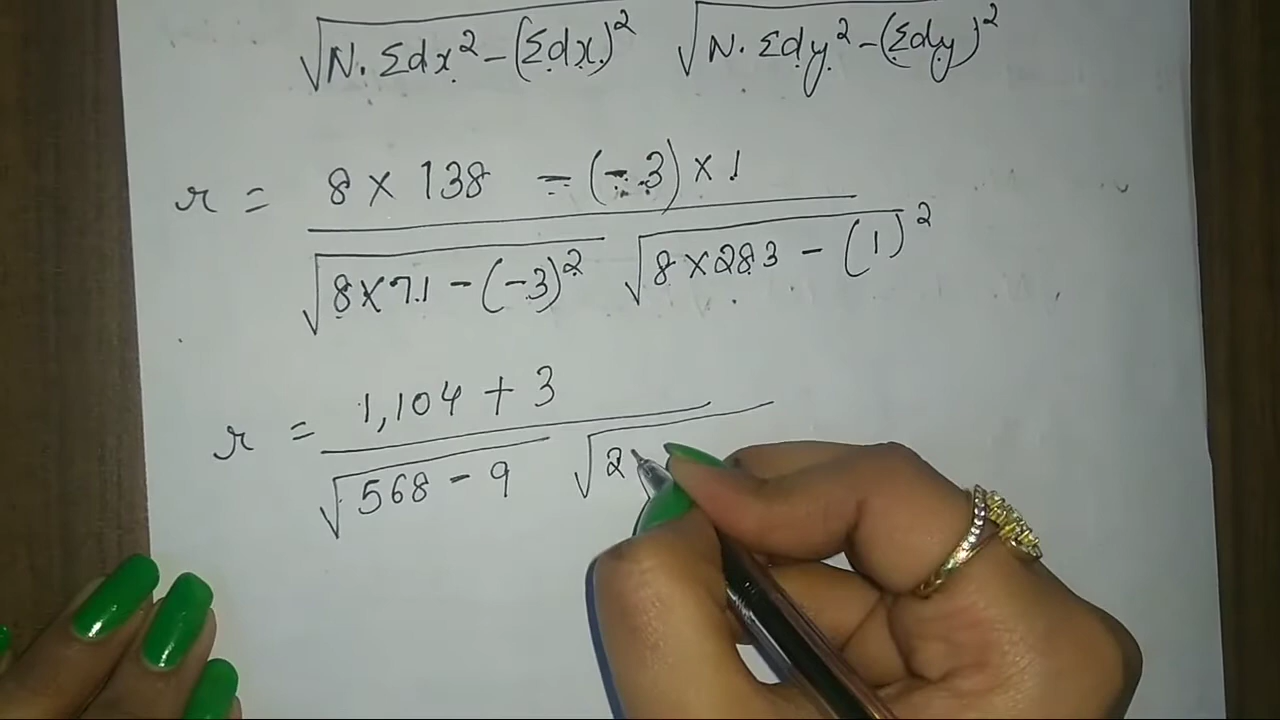 √N. Σdx² - (Σdx)² √N. Σdy² - (Σdy)²
r = 8 × 138 - (-3) × 1
√8×71 - (-3)² √8×283 - (1)²
r = 1,104 + 3
√568 - 9 √2